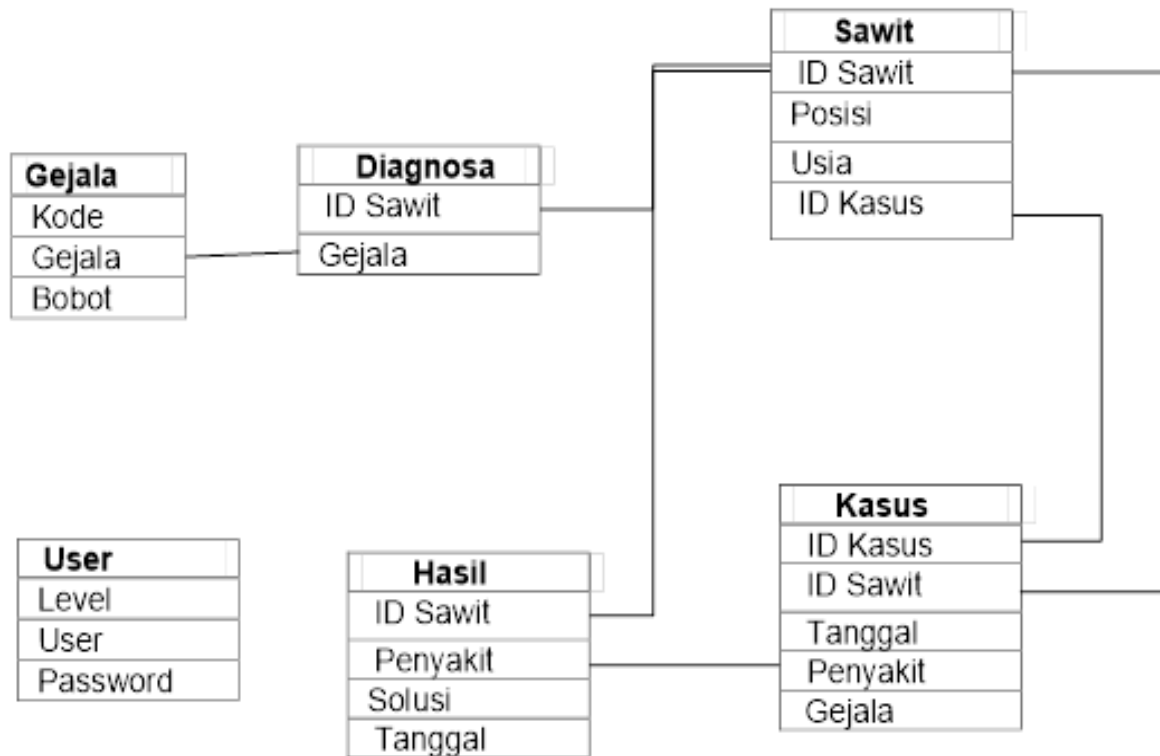 Sawit
ID Sawit
Posisi
Usia
ID Kasus
Gejala
Kode
Gejala
Bobot
Diagnosa
ID Sawit
Gejala
User
Level
User
Password
Hasil
ID Sawit
Penyakit
Solusi
Tanggal
Kasus
ID Kasus
ID Sawit
Tanggal
Penyakit
Gejala